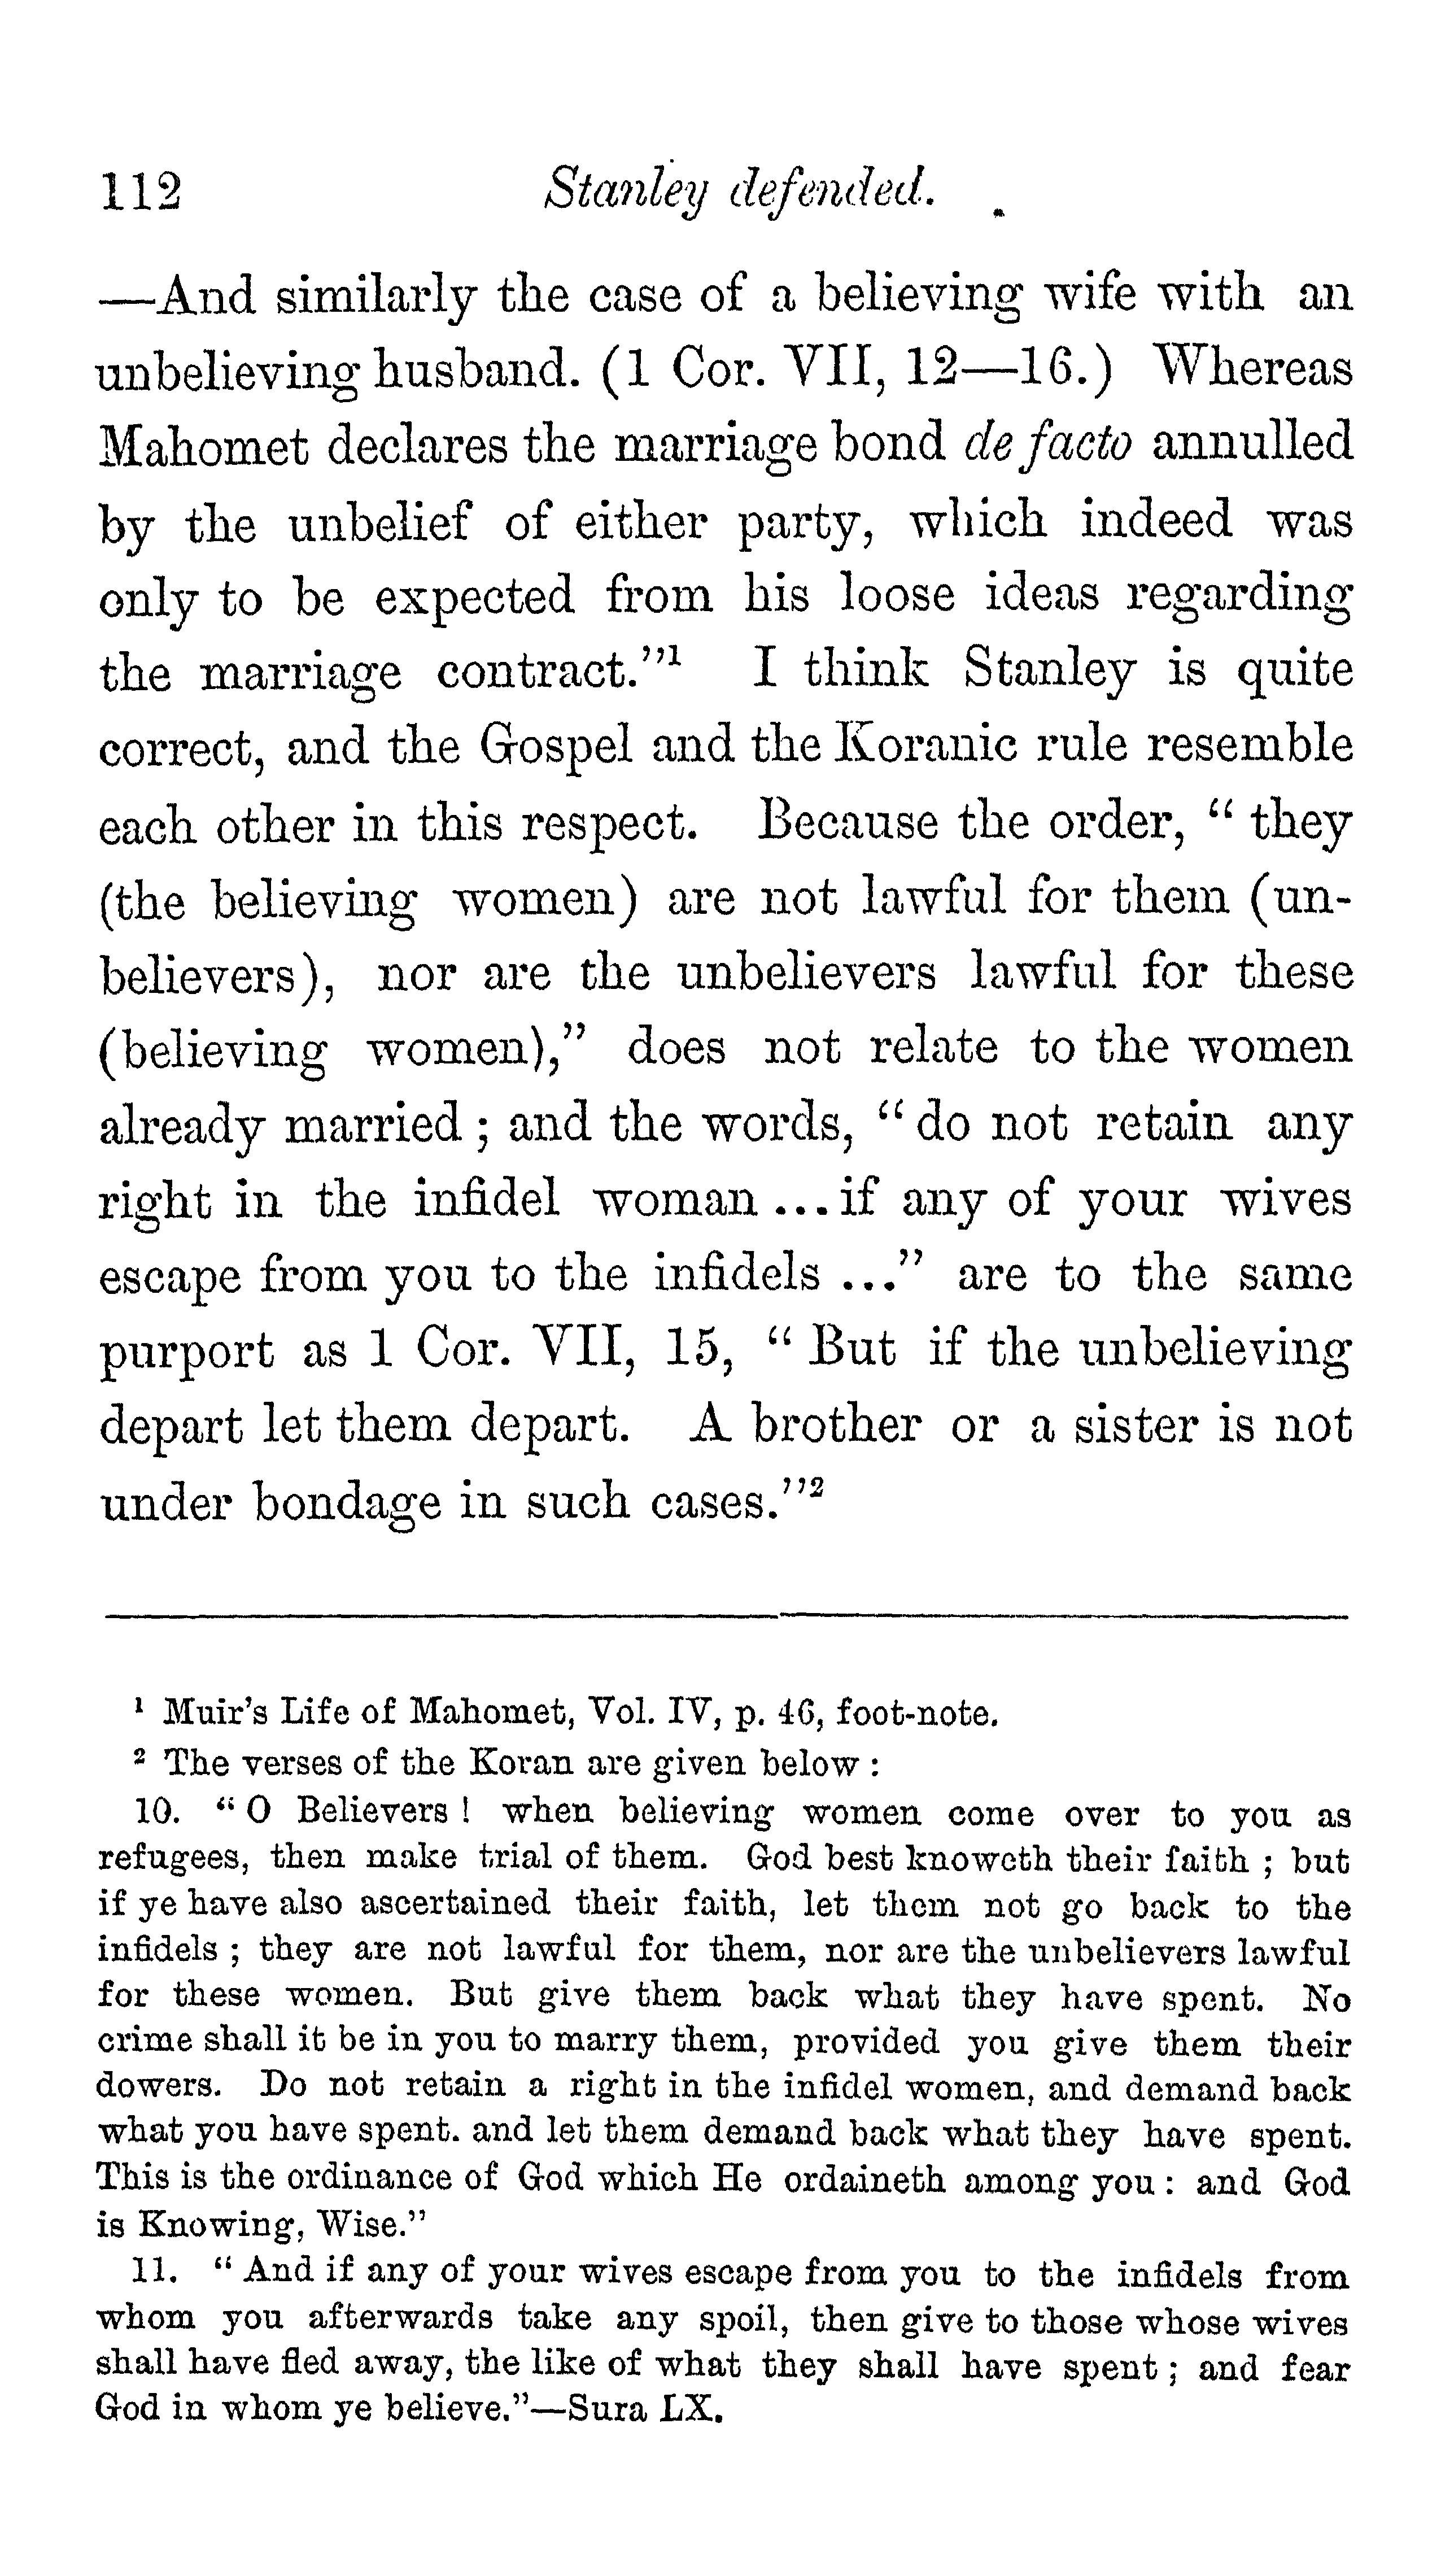 112 Stanley defended.
—And similarly the case of a believing wife with an
unbelieving husband. (1 Cor. VII, 12—16.) Whereas
Mahomet declares the marriage bond de facto annulled
by the unbelief of either party, which indeed was
only to be expected from his loose ideas regarding
the marriage contract."¹ I think Stanley is quite
correct, and the Gospel and the Koranic rule resemble
each other in this respect. Because the order, "they
(the believing women) are not lawful for them (un-
believers), nor are the unbelievers lawful for these
(believing women)," does not relate to the women
already married ; and the words, "do not retain any
right in the infidel woman ... if any of your wives
escape from you to the infidels ..." are to the same
purport as 1 Cor. VII, 15, "But if the unbelieving
depart let them depart. A brother or a sister is not
under bondage in such cases."²
¹ Muir's Life of Mahomet, Vol. IV, p. 46, foot-note.
² The verses of the Koran are given below :
10. "O Believers ! when believing women come over to you as
refugees, then make trial of them. God best knoweth their faith ; but
if ye have also ascertained their faith, let them not go back to the
infidels ; they are not lawful for them, nor are the unbelievers lawful
for these women. But give them back what they have spent. No
crime shall it be in you to marry them, provided you give them their
dowers. Do not retain a right in the infidel women, and demand back
what you have spent. and let them demand back what they have spent.
This is the ordinance of God which He ordaineth among you : and God
is Knowing, Wise."
11. "And if any of your wives escape from you to the infidels from
whom you afterwards take any spoil, then give to those whose wives
shall have fled away, the like of what they shall have spent ; and fear
God in whom ye believe."—Sura LX.